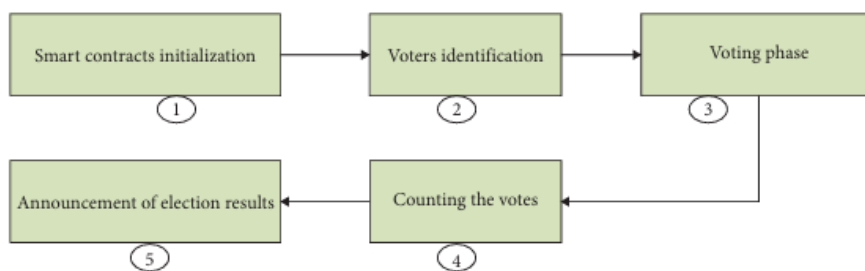 Smart contracts initialization
1
Voters identification
2
Voting phase
3
Counting the votes
4
Announcement of election results
5